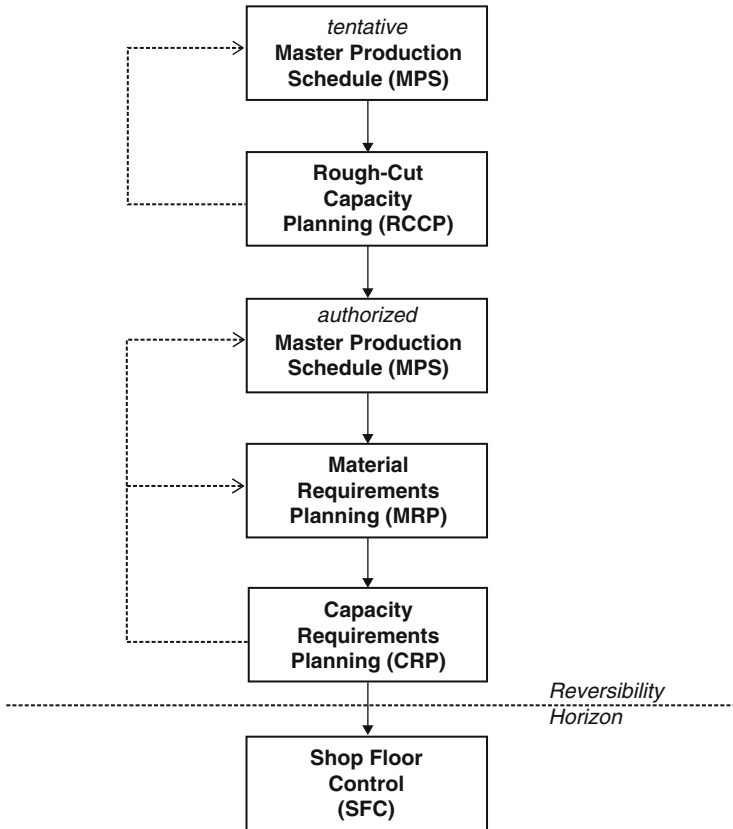 tentative
Master Production
Schedule (MPS)
Rough-Cut
Capacity
Planning (RCCP)
authorized
Master Production
Schedule (MPS)
Material
Requirements
Planning (MRP)
Capacity
Requirements
Planning (CRP)
Reversibility
Horizon
Shop Floor
Control
(SFC)